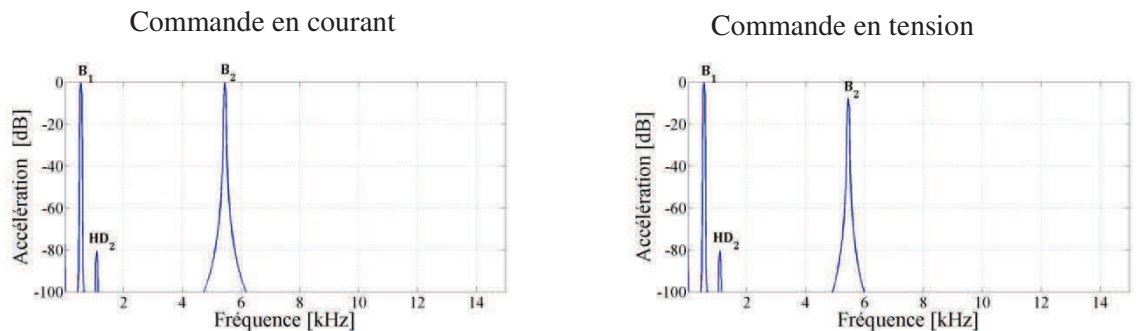 Commande en courant
B1
B2
0
-20
-40
-60
-80
-100
HD2
Accélération [dB]
2
4
6
8
10
12
14
Fréquence [kHz]
Commande en tension
B1
B2
0
-20
-40
-60
-80
-100
HD2
Accélération [dB]
2
4
6
8
10
12
14
Fréquence [kHz]